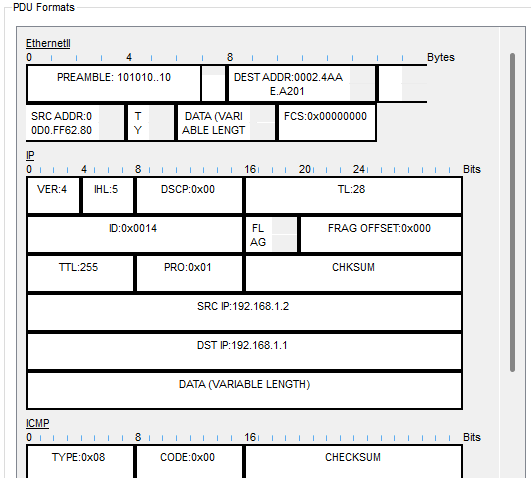 PDU Formats
EthernetII
0 4 8 Bytes
PREAMBLE: 101010..10
DEST ADDR:0002.4AA
E.A201
SRC ADDR:0
0D0.FF62.80
T
Y
DATA (VARI
ABLE LENGT
FCS:0x00000000
IP
0 4 8 16 20 24 Bits
VER:4 IHL:5 DSCP:0x00 TL:28
ID:0x0014
FL
AG
FRAG OFFSET:0x000
TTL:255 PRO:0x01 CHKSUM
SRC IP:192.168.1.2
DST IP:192.168.1.1
DATA (VARIABLE LENGTH)
ICMP
0 8 16 Bits
TYPE:0x08 CODE:0x00 CHECKSUM